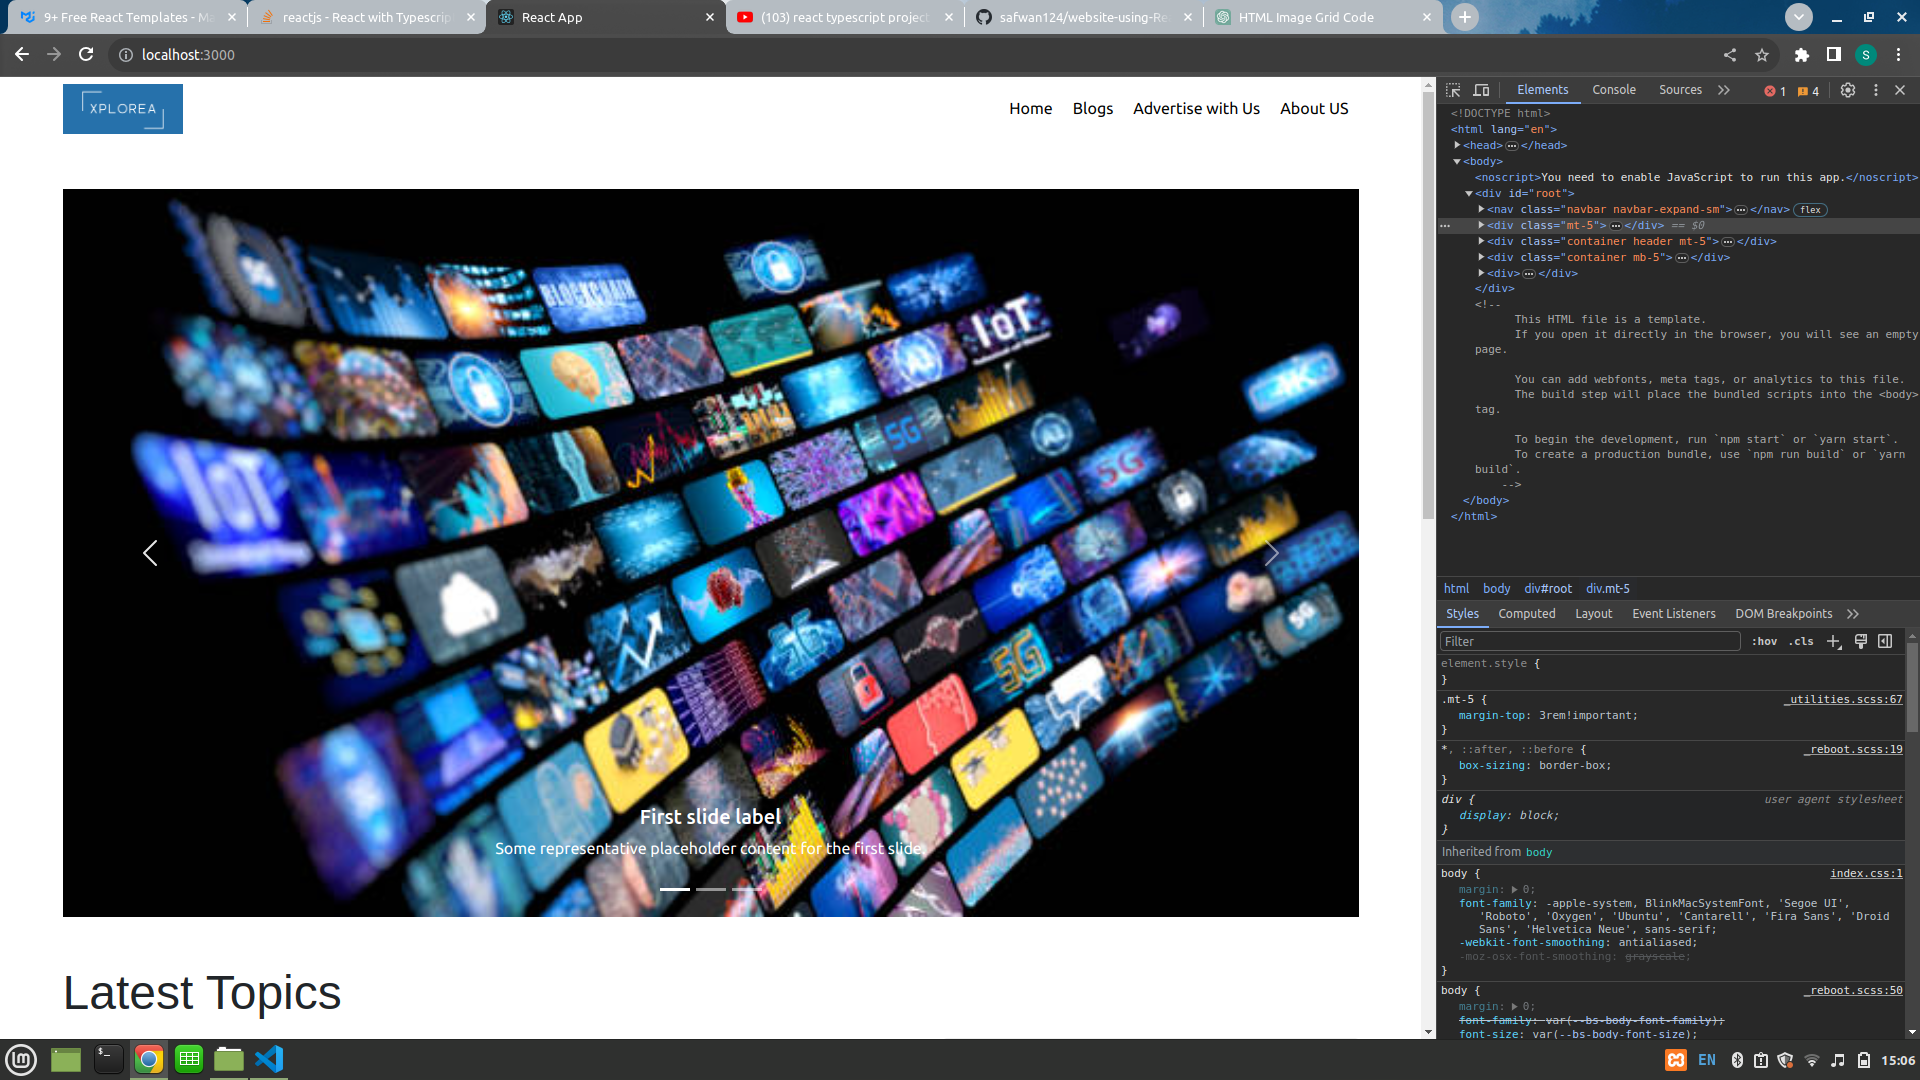 9+ Free React Templates - Ma
reactjs - React with Typescrip
React App
(103) react typescript project
safwan124/website-using-Re
HTML Image Grid Code
localhost:3000
S
XPLOREA
Home Blogs Advertise with Us About US
BLOCKCHAIN
IoT
4K
5G
5G
IOT
5G
5G
5G
First slide label
Some representative placeholder content for the first slide.
Latest Topics
Elements Console Sources 1 4
<!DOCTYPE html>
<html lang="en">
<head>…</head>
<body>
<noscript>You need to enable JavaScript to run this app.</noscript>
<div id="root">
<nav class="navbar navbar-expand-sm">…</nav> flex
<div class="mt-5">…</div> == $0
<div class="container header mt-5">…</div>
<div class="container mb-5">…</div>
<div>…</div>
</div>
<!--
This HTML file is a template.
If you open it directly in the browser, you will see an empty
page.
You can add webfonts, meta tags, or analytics to this file.
The build step will place the bundled scripts into the <body>
tag.
To begin the development, run `npm start` or `yarn start`.
To create a production bundle, use `npm run build` or `yarn
build`.
-->
</body>
</html>
html body div#root div.mt-5
Styles Computed Layout Event Listeners DOM Breakpoints
Filter :hov .cls
element.style {
}
.mt-5 { _utilities.scss:67
margin-top: 3rem!important;
}
*, ::after, ::before { _reboot.scss:19
box-sizing: border-box;
}
div { user agent stylesheet
display: block;
}
Inherited from body
body { index.css:1
margin: 0;
font-family: -apple-system, BlinkMacSystemFont, 'Segoe UI',
'Roboto', 'Oxygen', 'Ubuntu', 'Cantarell', 'Fira Sans', 'Droid
Sans', 'Helvetica Neue', sans-serif;
-webkit-font-smoothing: antialiased;
-moz-osx-font-smoothing: grayscale;
}
body { _reboot.scss:50
margin: 0;
font-family: var(--bs-body-font-family);
font-size: var(--bs-body-font-size);
EN 15:06